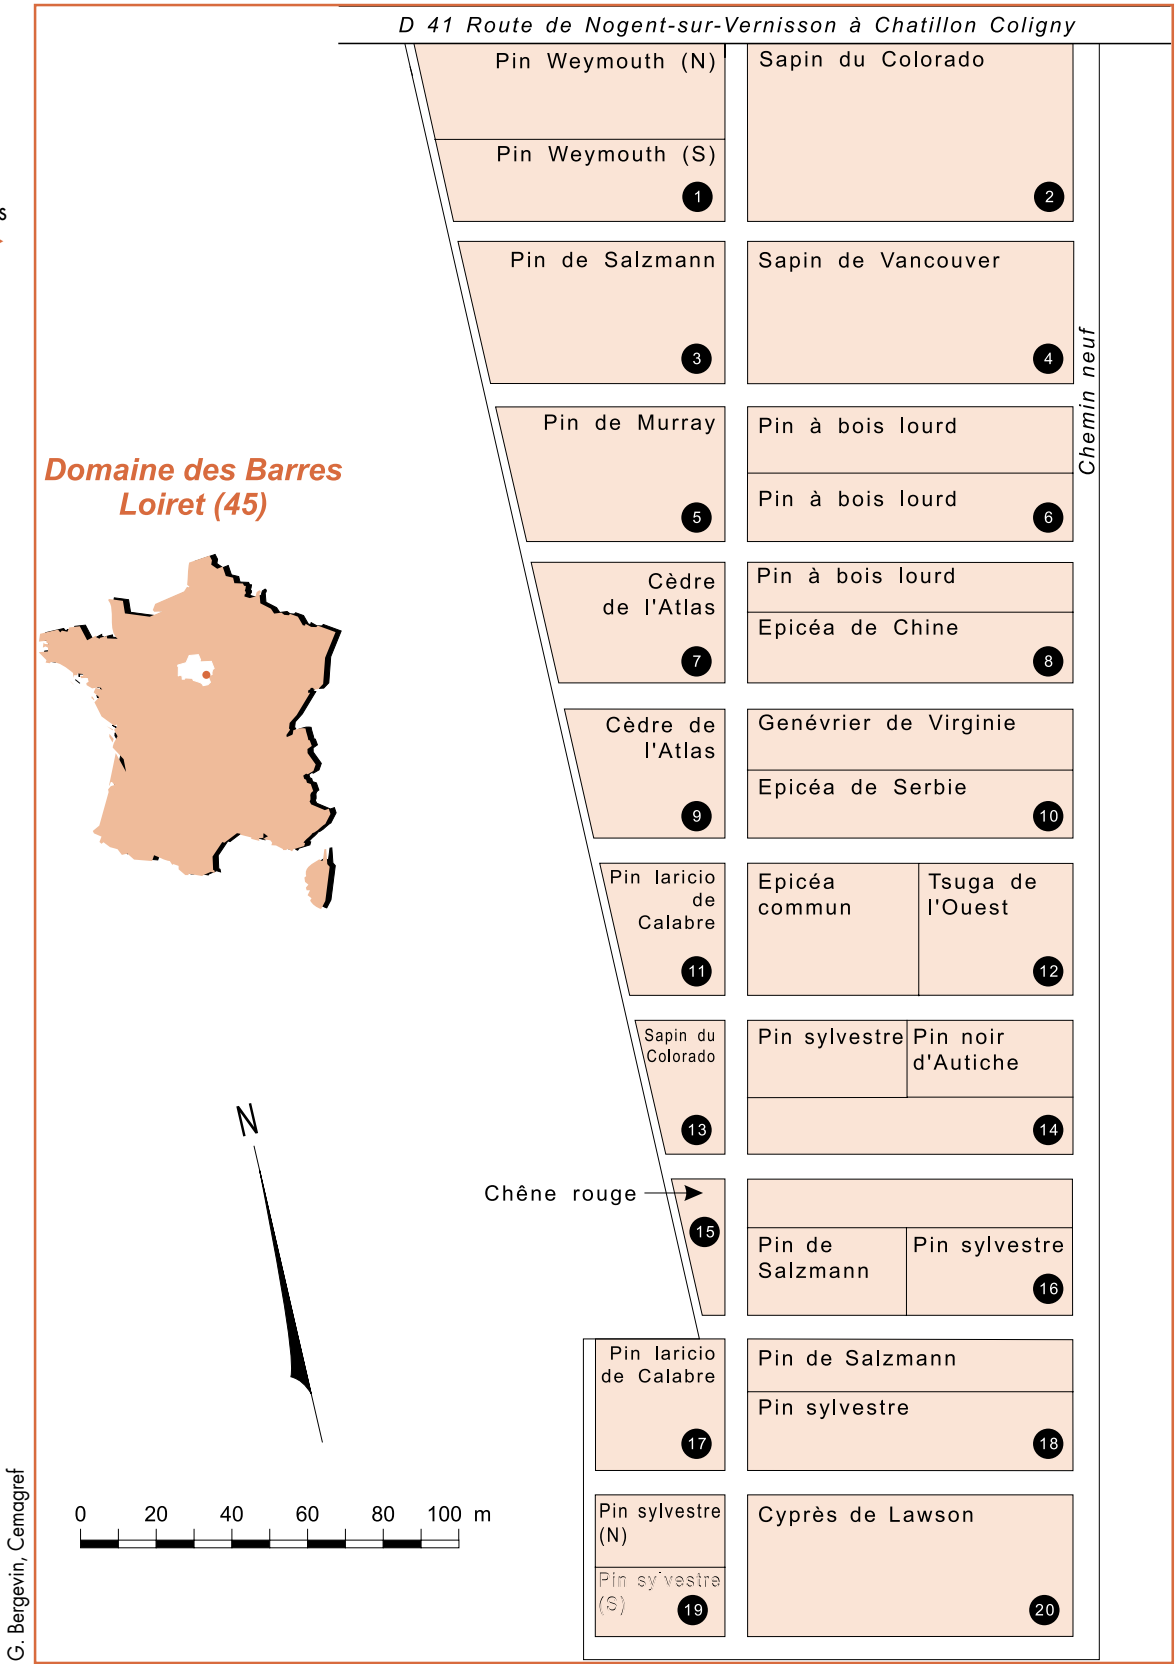 D 41 Route de Nogent-sur-Vernisson à Chatillon Coligny
Pin Weymouth (N)
Pin Weymouth (S)
1
Sapin du Colorado
2
Pin de Salzmann
3
Sapin de Vancouver
4
Chemin neuf
Pin de Murray
5
Pin à bois lourd
Pin à bois lourd
6
Domaine des Barres
Loiret (45)
Cèdre
de l'Atlas
7
Pin à bois lourd
Epicéa de Chine
8
Cèdre de
l'Atlas
9
Genévrier de Virginie
Epicéa de Serbie
10
Pin laricio
de
Calabre
11
Epicéa
commun
Tsuga de
l'Ouest
12
Sapin du
Colorado
13
Pin sylvestre
Pin noir
d'Autiche
14
N
Chêne rouge
15
Pin de
Salzmann
Pin sylvestre
16
Pin laricio
de Calabre
17
Pin de Salzmann
Pin sylvestre
18
Pin sylvestre
(N)
Pin sylvestre
(S)
19
Cyprès de Lawson
20
0 20 40 60 80 100 m
G. Bergevin, Cemagref